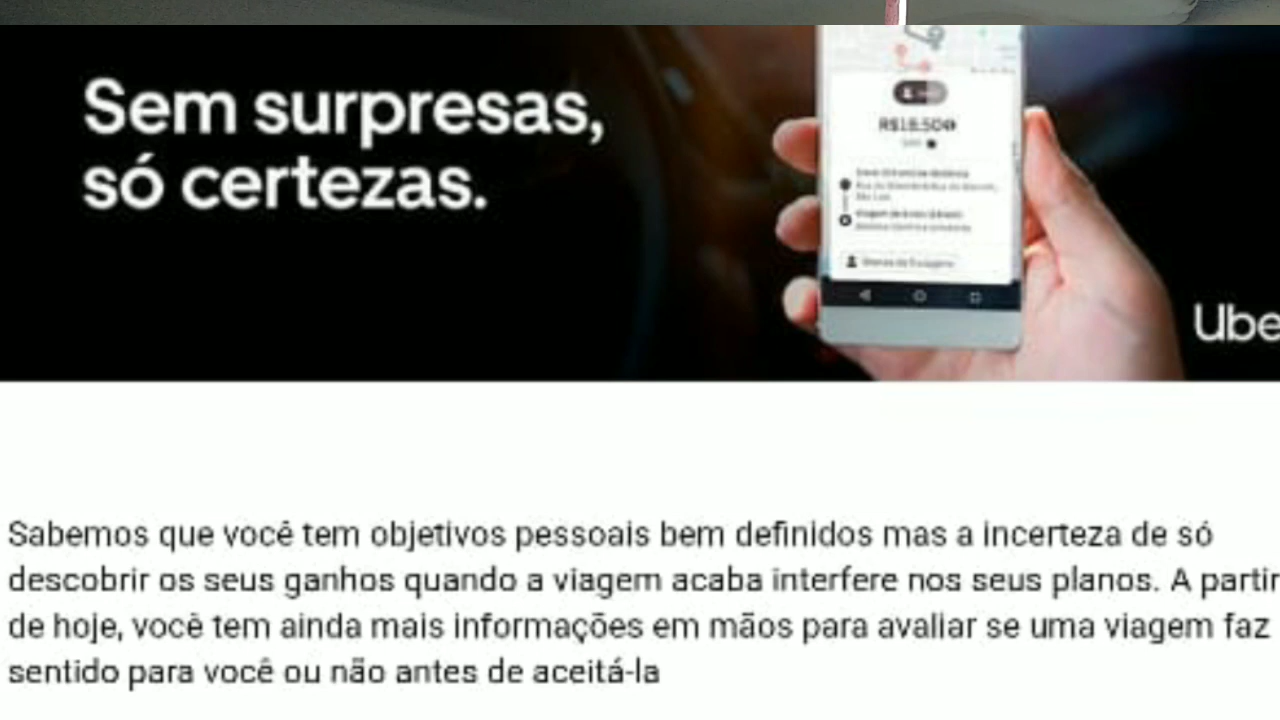 Sem surpresas,
só certezas.
Ube
Sabemos que você tem objetivos pessoais bem definidos mas a incerteza de só
descobrir os seus ganhos quando a viagem acaba interfere nos seus planos. A partir
de hoje, você tem ainda mais informações em mãos para avaliar se uma viagem faz
sentido para você ou não antes de aceitá-la